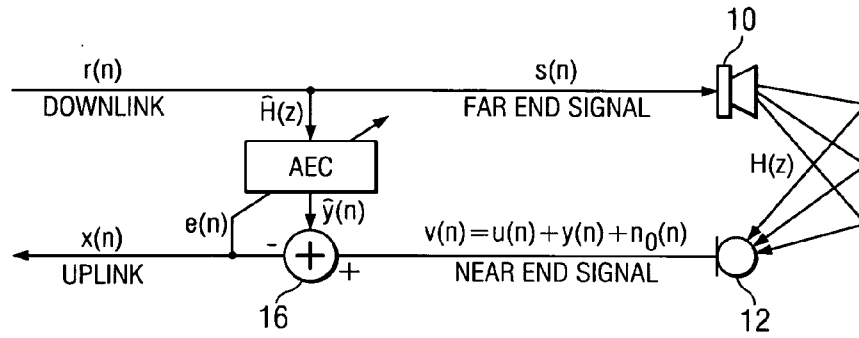 10
r(n)
s(n)
DOWNLINK
Ĥ(z)
FAR END SIGNAL
AEC
H(z)
e(n)
ŷ(n)
x(n)
v(n)=u(n)+y(n)+n₀(n)
-
+
+
UPLINK
NEAR END SIGNAL
16
12